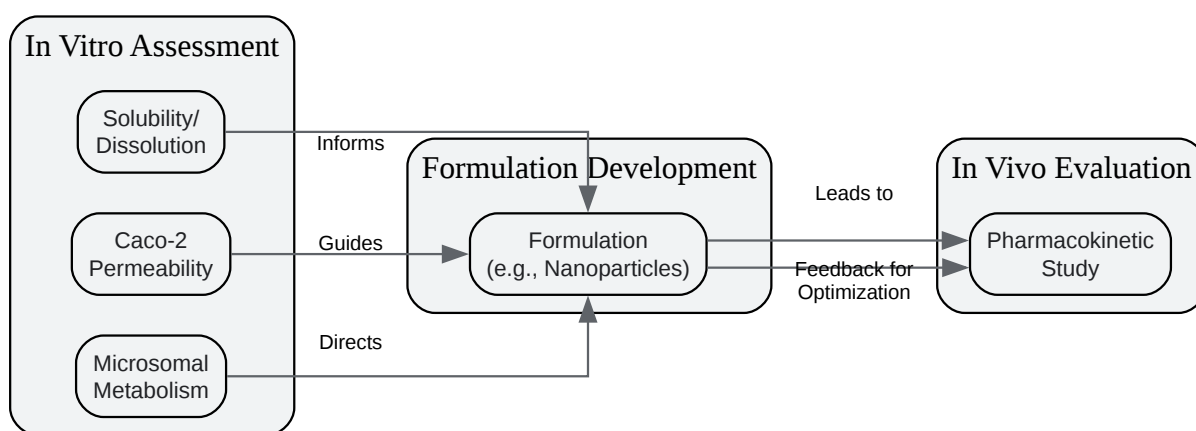 In Vitro Assessment
Solubility/
Dissolution
Caco-2
Permeability
Microsomal
Metabolism
Informs
Guides
Directs
Formulation Development
Formulation
(e.g., Nanoparticles)
Leads to
Feedback for
Optimization
In Vivo Evaluation
Pharmacokinetic
Study